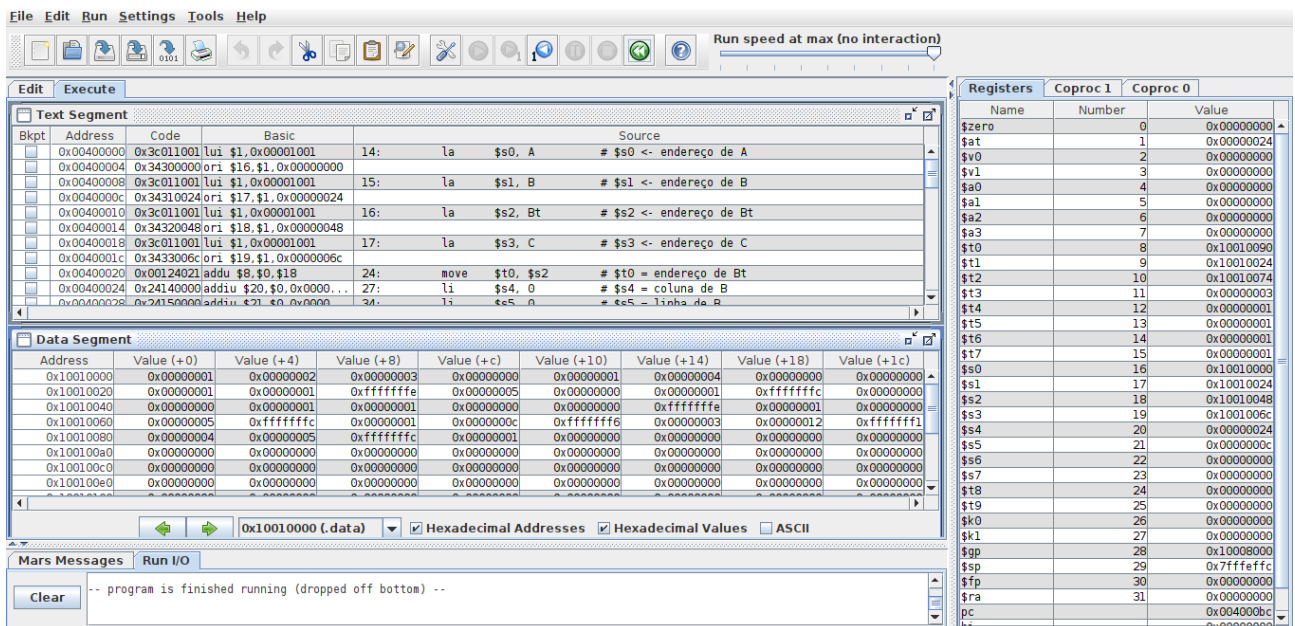 File Edit Run Settings Tools Help
Run speed at max (no interaction)
Edit Execute
Text Segment
Bkpt Address Code Basic Source
0x00400000 0x3c011001 lui $1,0x00001001 14: la $s0, A # $s0 <- endereço de A
0x00400004 0x34300000 ori $16,$1,0x00000000
0x00400008 0x3c011001 lui $1,0x00001001 15: la $s1, B # $s1 <- endereço de B
0x0040000c 0x34310024 ori $17,$1,0x00000024
0x00400010 0x3c011001 lui $1,0x00001001 16: la $s2, Bt # $s2 <- endereço de Bt
0x00400014 0x34320048 ori $18,$1,0x00000048
0x00400018 0x3c011001 lui $1,0x00001001 17: la $s3, C # $s3 <- endereço de C
0x0040001c 0x3433006c ori $19,$1,0x0000006c
0x00400020 0x00124021 addu $8,$0,$18 24: move $t0, $s2 # $t0 = endereço de Bt
0x00400024 0x24140000 addiu $20,$0,0x0000... 27: li $s4, 0 # $s4 = coluna de B
0x00400028 0x24150000 addiu $21,$0,0x0000... 34: li $s5, 0 # $s5 = linha de B
Data Segment
Address Value (+0) Value (+4) Value (+8) Value (+c) Value (+10) Value (+14) Value (+18) Value (+1c)
0x10010000 0x00000001 0x00000002 0x00000003 0x00000000 0x00000001 0x00000004 0x00000000 0x00000000
0x10010020 0x00000001 0x00000001 0xfffffffe 0x00000005 0x00000000 0x00000001 0xfffffffc 0x00000000
0x10010040 0x00000000 0x00000001 0x00000001 0x00000000 0x00000000 0xfffffffe 0x00000001 0x00000000
0x10010060 0x00000005 0xfffffffc 0x00000001 0x0000000c 0xfffffff6 0x00000003 0x00000012 0xfffffff1
0x10010080 0x00000004 0x00000005 0xfffffffc 0x00000001 0x00000000 0x00000000 0x00000000 0x00000000
0x100100a0 0x00000000 0x00000000 0x00000000 0x00000000 0x00000000 0x00000000 0x00000000 0x00000000
0x100100c0 0x00000000 0x00000000 0x00000000 0x00000000 0x00000000 0x00000000 0x00000000 0x00000000
0x100100e0 0x00000000 0x00000000 0x00000000 0x00000000 0x00000000 0x00000000 0x00000000 0x00000000
0x10010000 (.data) Hexadecimal Addresses Hexadecimal Values ASCII
Mars Messages Run I/O
Clear
-- program is finished running (dropped off bottom) --
Registers Coproc 1 Coproc 0
Name Number Value
$zero 0 0x00000000
$at 1 0x00000024
$v0 2 0x00000000
$v1 3 0x00000000
$a0 4 0x00000000
$a1 5 0x00000000
$a2 6 0x00000000
$a3 7 0x00000000
$t0 8 0x10010090
$t1 9 0x10010024
$t2 10 0x10010074
$t3 11 0x00000003
$t4 12 0x00000001
$t5 13 0x00000001
$t6 14 0x00000001
$t7 15 0x00000001
$s0 16 0x10010000
$s1 17 0x10010024
$s2 18 0x10010048
$s3 19 0x1001006c
$s4 20 0x00000024
$s5 21 0x0000000c
$s6 22 0x00000000
$s7 23 0x00000000
$t8 24 0x00000000
$t9 25 0x00000000
$k0 26 0x00000000
$k1 27 0x00000000
$gp 28 0x10008000
$sp 29 0x7fffeffc
$fp 30 0x00000000
$ra 31 0x00000000
pc 0x004000bc